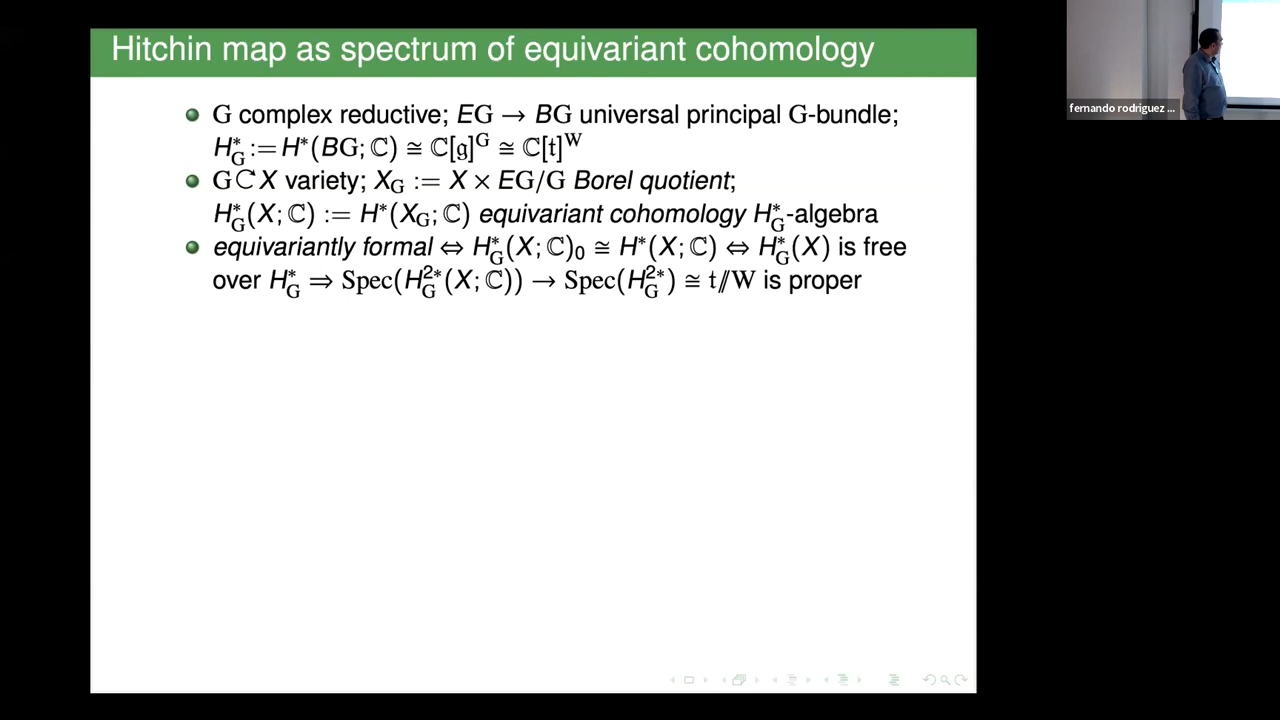 Hitchin map as spectrum of equivariant cohomology
G complex reductive; EG → BG universal principal G-bundle;
H*_G := H*(BG; ℂ) ≅ ℂ[𝔤]^G ≅ ℂ[𝔱]^W
G⊂X variety; X_G := X × EG/G Borel quotient;
H*_G(X; ℂ) := H*(X_G; ℂ) equivariant cohomology H*_G-algebra
equivariantly formal ⇔ H*_G(X; ℂ)_0 ≅ H*(X; ℂ) ⇔ H*_G(X) is free
over H*_G ⇒ Spec(H^{2*}_G(X; ℂ)) → Spec(H^{2*}_G) ≅ 𝔱//W is proper
fernando rodriguez ...